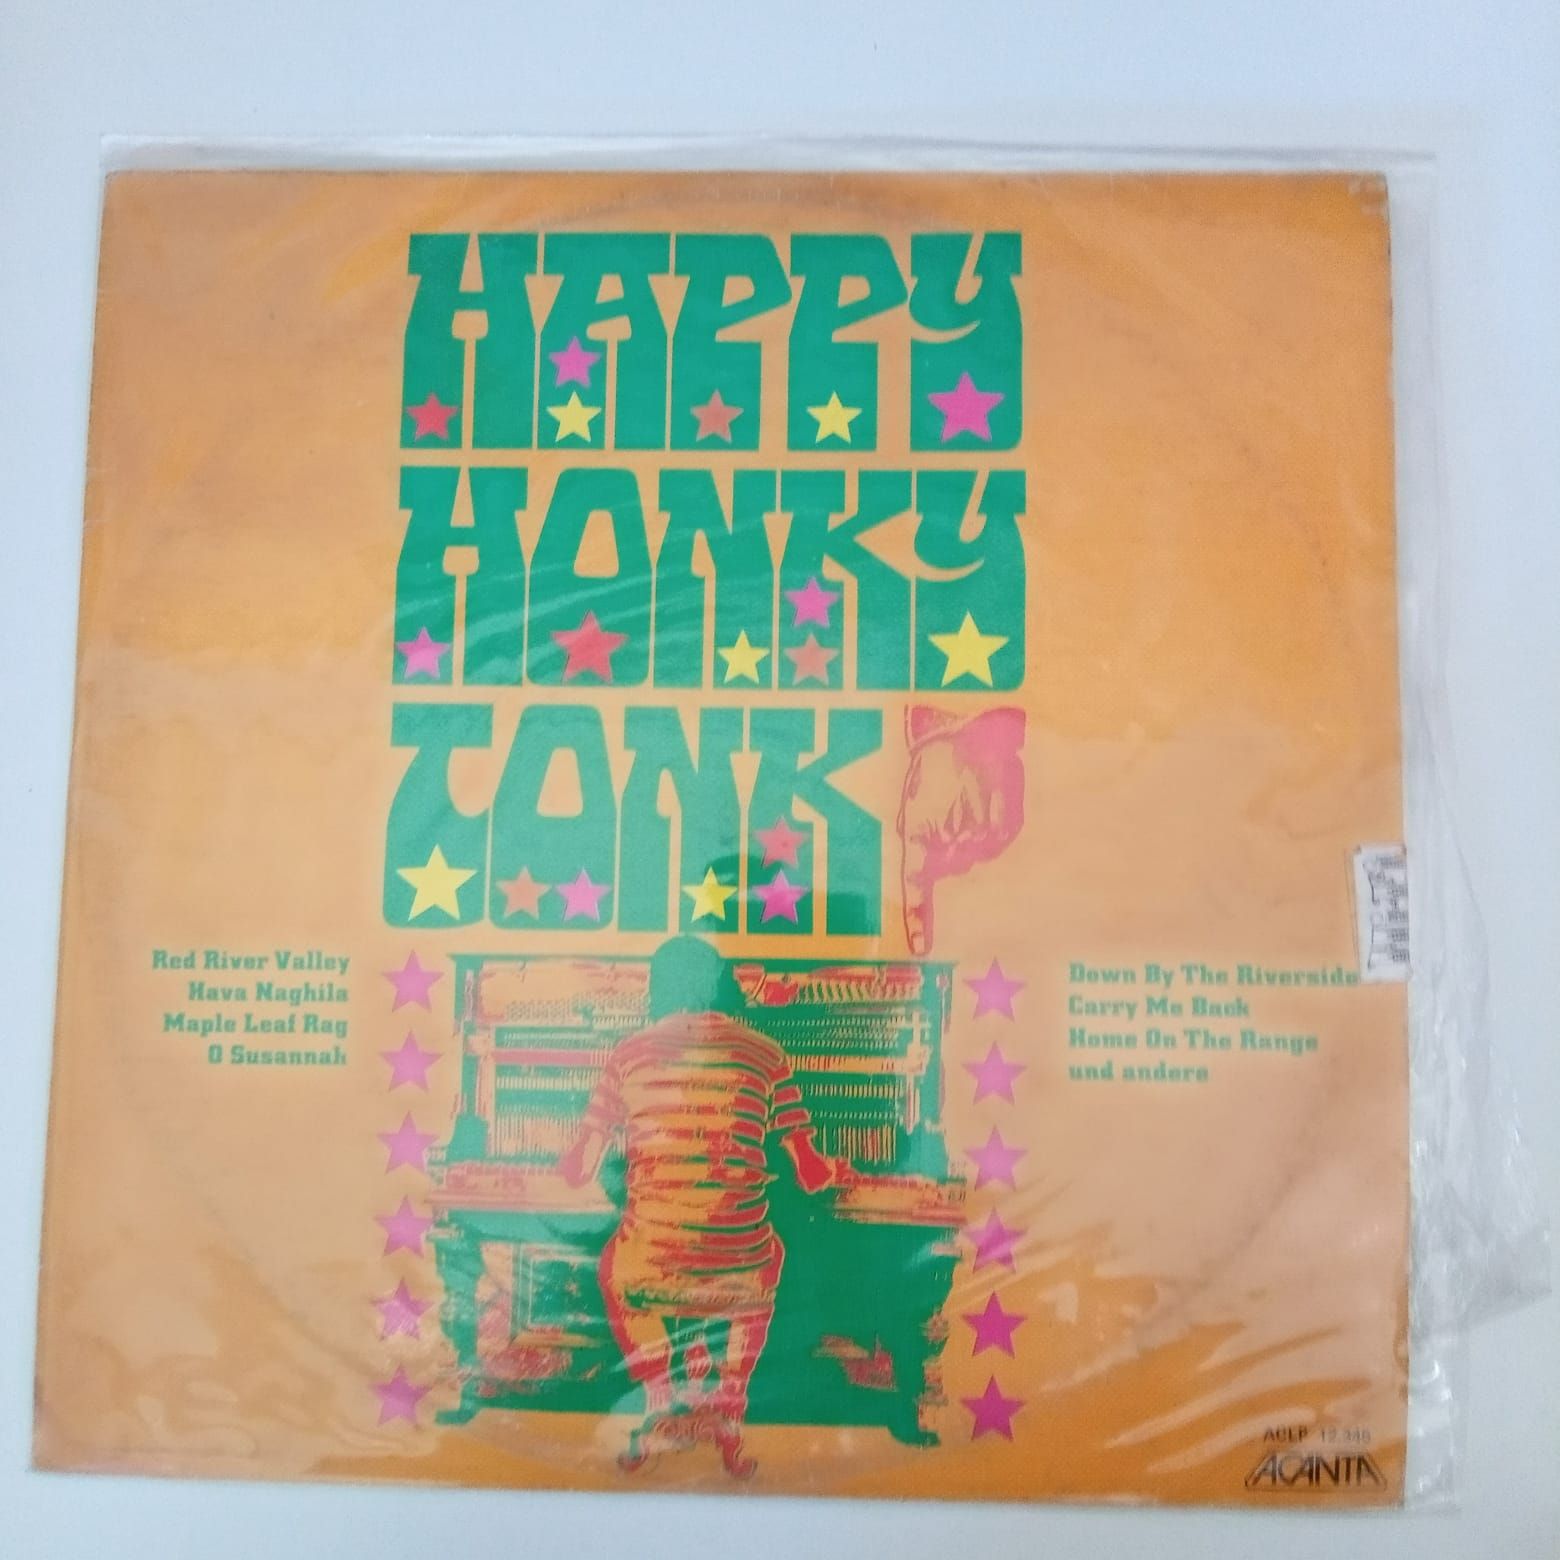 HAPPY
HONKY
TONK
Red River Valley
Hava Naghila
Maple Leaf Rag
O Susannah
Down By The Riverside
Carry Me Back
Home On The Range
und andere
ACLP
ACANTA